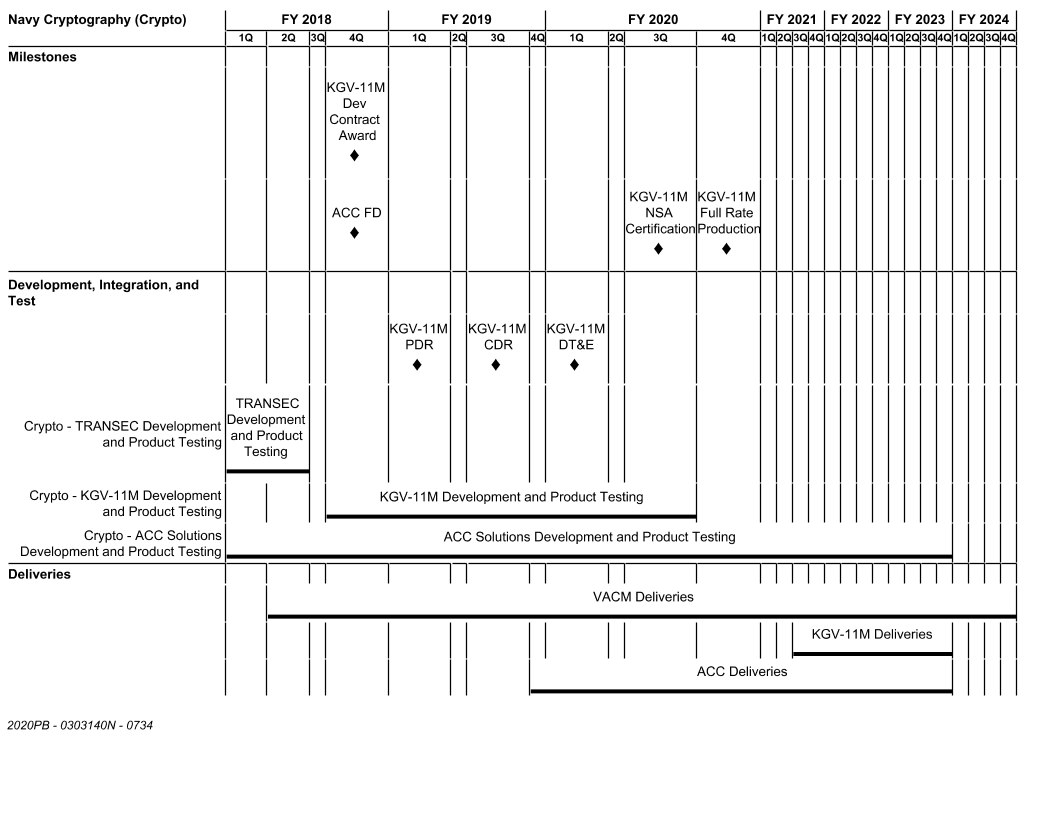 Navy Cryptography (Crypto) FY 2018 FY 2019 FY 2020 FY 2021 FY 2022 FY 2023 FY 2024
1Q 2Q 3Q 4Q 1Q 2Q 3Q 4Q 1Q 2Q 3Q 4Q 1Q 2Q 3Q 4Q 1Q 2Q 3Q 4Q 1Q 2Q 3Q 4Q 1Q 2Q 3Q 4Q
Milestones
KGV-11M
Dev
Contract
Award
ACC FD
KGV-11M
NSA
Certification
KGV-11M
Full Rate
Production
Development, Integration, and
Test
KGV-11M
PDR
KGV-11M
CDR
KGV-11M
DT&E
Crypto - TRANSEC Development
and Product Testing
TRANSEC
Development
and Product
Testing
Crypto - KGV-11M Development
and Product Testing
KGV-11M Development and Product Testing
Crypto - ACC Solutions
Development and Product Testing
ACC Solutions Development and Product Testing
Deliveries
VACM Deliveries
KGV-11M Deliveries
ACC Deliveries
2020PB - 0303140N - 0734